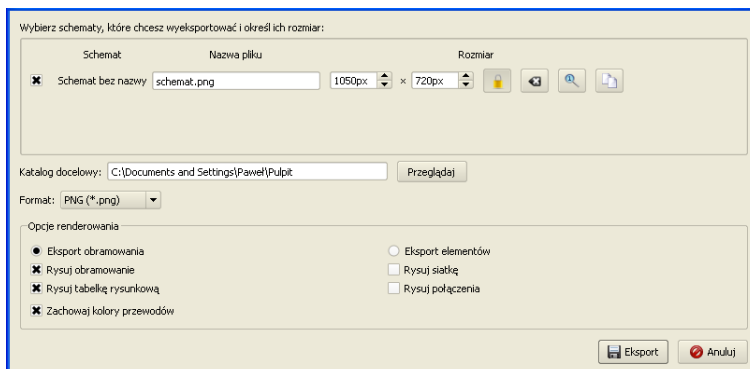 Wybierz schematy, które chcesz wyeksportować i określ ich rozmiar:
Schemat Nazwa pliku Rozmiar
Schemat bez nazwy schemat.png 1050px × 720px
Katalog docelowy: C:\Documents and Settings\Paweł\Pulpit Przeglądaj
Format: PNG (*.png)
Opcje renderowania
Eksport obramowania Eksport elementów
Rysuj obramowanie Rysuj siatkę
Rysuj tabelkę rysunkową Rysuj połączenia
Zachowaj kolory przewodów
Eksport Anuluj